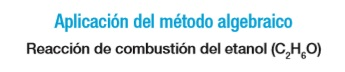 Aplicación del método algebraico
Reacción de combustión del etanol (C₂H₆O)